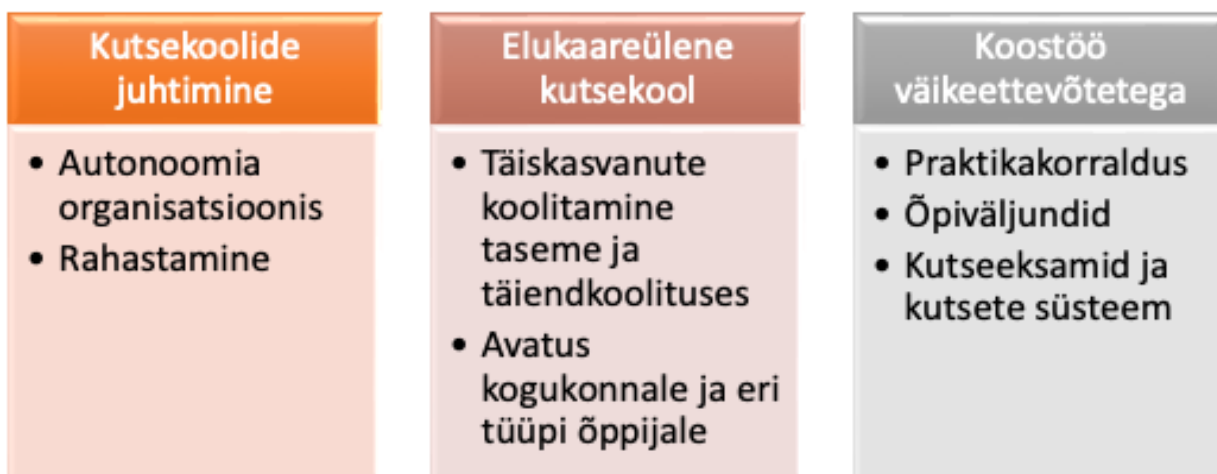 Kutsekoolide
juhtimine
• Autonoomia
organisatsioonis
• Rahastamine
Elukaareülene
kutsekool
• Täiskasvanute
koolitamine
taseme ja
täiendkoolituses
• Avatus
kogukonnale ja eri
tüüpi õppijale
Koostöö
väikeettevõtetega
• Praktikakorraldus
• Õpiväljundid
• Kutseeksamid ja
kutsete süsteem